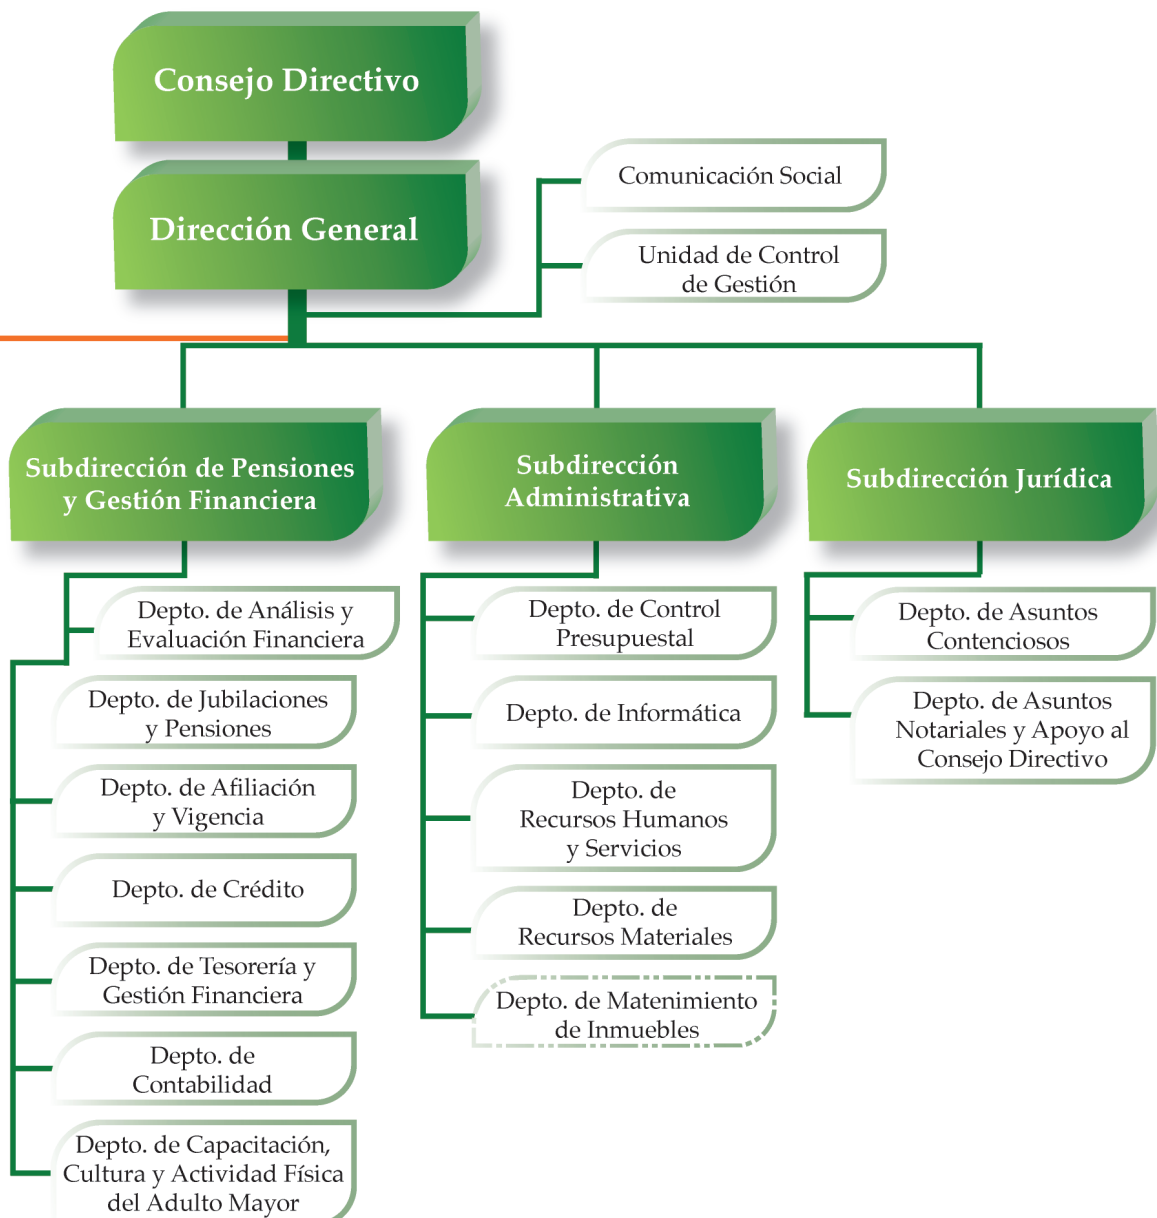 Consejo Directivo
Dirección General
Comunicación Social
Unidad de Control
de Gestión
Subdirección de Pensiones
y Gestión Financiera
Depto. de Análisis y
Evaluación Financiera
Depto. de Jubilaciones
y Pensiones
Depto. de Afiliación
y Vigencia
Depto. de Crédito
Depto. de Tesorería y
Gestión Financiera
Depto. de
Contabilidad
Depto. de Capacitación,
Cultura y Actividad Física
del Adulto Mayor
Subdirección
Administrativa
Depto. de Control
Presupuestal
Depto. de Informática
Depto. de
Recursos Humanos
y Servicios
Depto. de
Recursos Materiales
Depto. de Matenimiento
de Inmuebles
Subdirección Jurídica
Depto. de Asuntos
Contenciosos
Depto. de Asuntos
Notariales y Apoyo al
Consejo Directivo